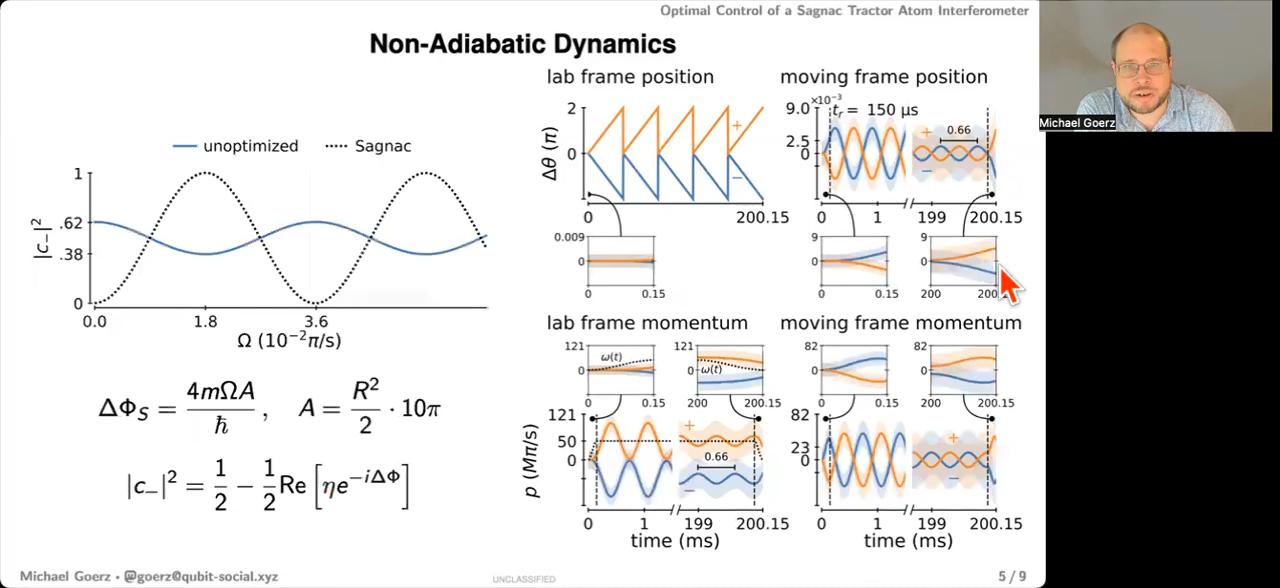 Optimal Control of a Sagnac Tractor Atom Interferometer
Non-Adiabatic Dynamics
Michael Goerz
unoptimized
Sagnac
|c₋|²
1
.62
.38
0
0.0 1.8 3.6
Ω (10⁻²π/s)
ΔΦ_S = 4mΩA / ħ , A = R²/2 · 10π
|c₋|² = 1/2 − 1/2 Re [ηe^{−iΔΦ}]
lab frame position
Δθ (π)
2
0
+
−
0 200.15
0.009
0
0 0.15
moving frame position
×10⁻³
9.0
2.5
0
t_r = 150 μs
+
0.66
−
0 1 199 200.15
9
0
0 0.15
9
0
200 200.15
lab frame momentum
121
0
ω(t)
0 0.15
121
0
ω(t)
200 200.15
p (Mπ/s)
121
50
0
+
0.66
−
0 1 199 200.15
time (ms)
moving frame momentum
82
0
0 0.15
82
0
200 200.15
82
23
0
+
−
0 1 199 200.15
time (ms)
Michael Goerz • @goerz@qubit-social.xyz
UNCLASSIFIED
5 / 9